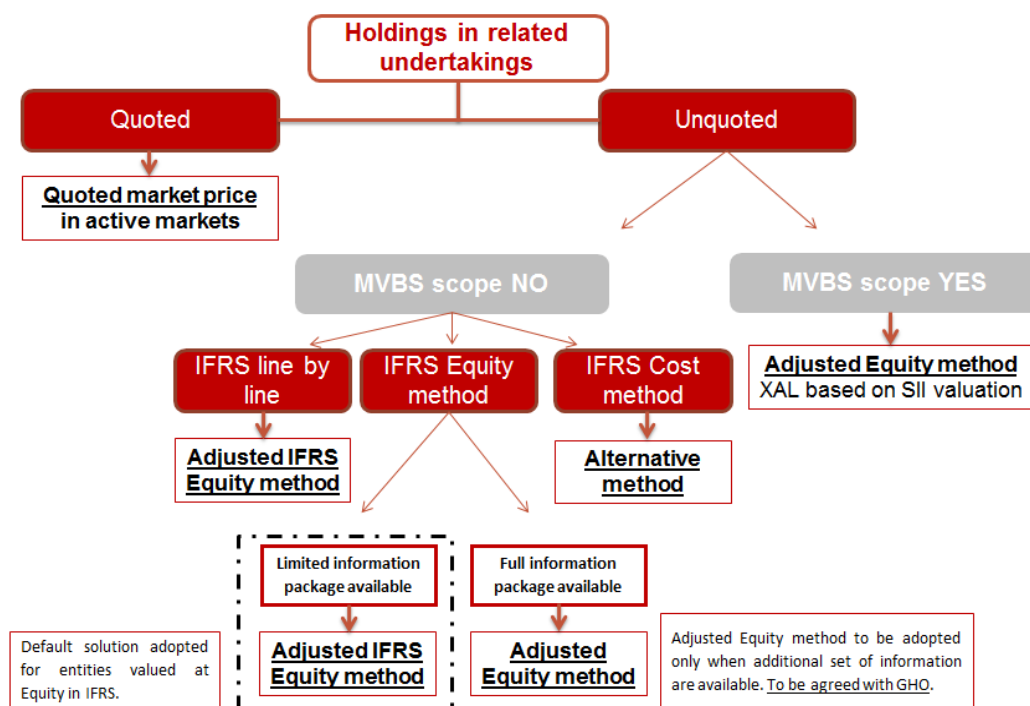 Holdings in related
undertakings
Quoted
Unquoted
Quoted market price
in active markets
MVBS scope NO
MVBS scope YES
IFRS line by
line
IFRS Equity
method
IFRS Cost
method
Adjusted Equity method
XAL based on SII valuation
Adjusted IFRS
Equity method
Alternative
method
Limited information
package available
Full information
package available
Default solution adopted
for entities valued at
Equity in IFRS.
Adjusted IFRS
Equity method
Adjusted
Equity method
Adjusted Equity method to be adopted
only when additional set of information
are available. To be agreed with GHO.